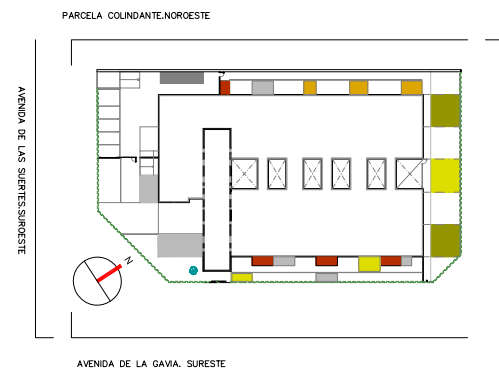 PARCELA COLINDANTE.NOROESTE
AVENIDA DE LAS SUERTES.SUROESTE
N
AVENIDA DE LA GAVIA. SURESTE